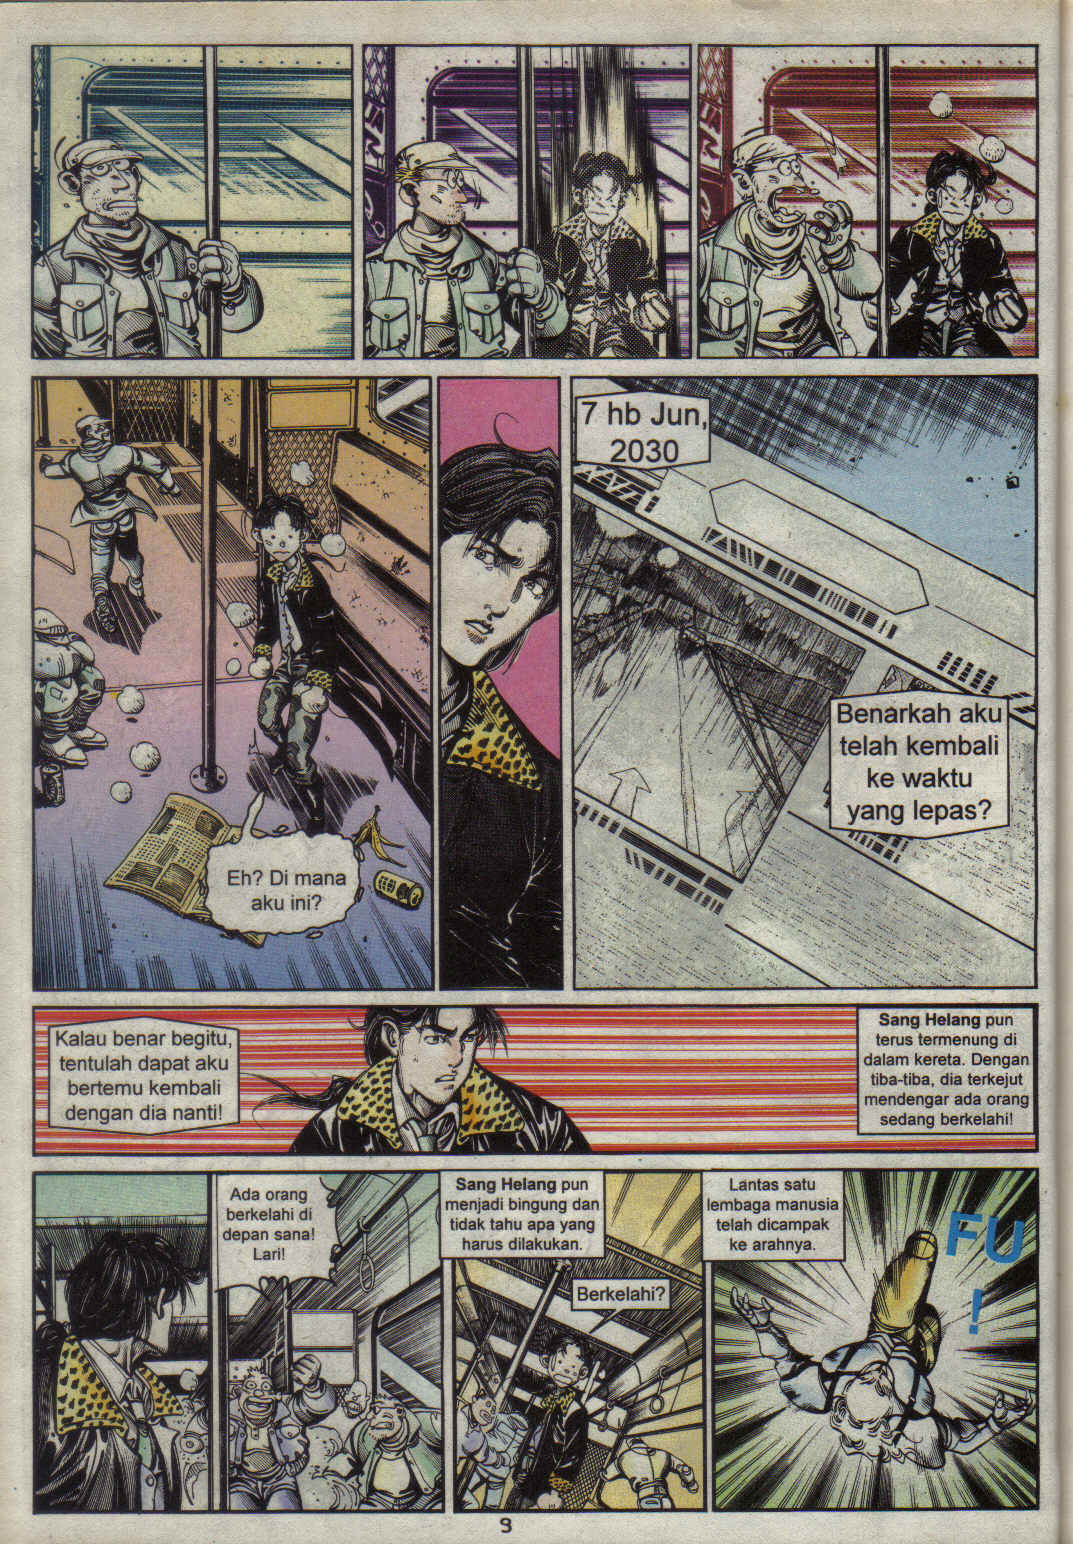 7 hb Jun,
2030
Benarkah aku
telah kembali
ke waktu
yang lepas?
Eh? Di mana
aku ini?
Kalau benar begitu,
tentulah dapat aku
bertemu kembali
dengan dia nanti!
Sang Helang pun
terus termenung di
dalam kereta. Dengan
tiba-tiba, dia terkejut
mendengar ada orang
sedang berkelahi!
Ada orang
berkelahi di
depan sana!
Lari!
Sang Helang pun
menjadi bingung dan
tidak tahu apa yang
harus dilakukan.
Berkelahi?
Lantas satu
lembaga manusia
telah dicampak
ke arahnya.
FU
!
9